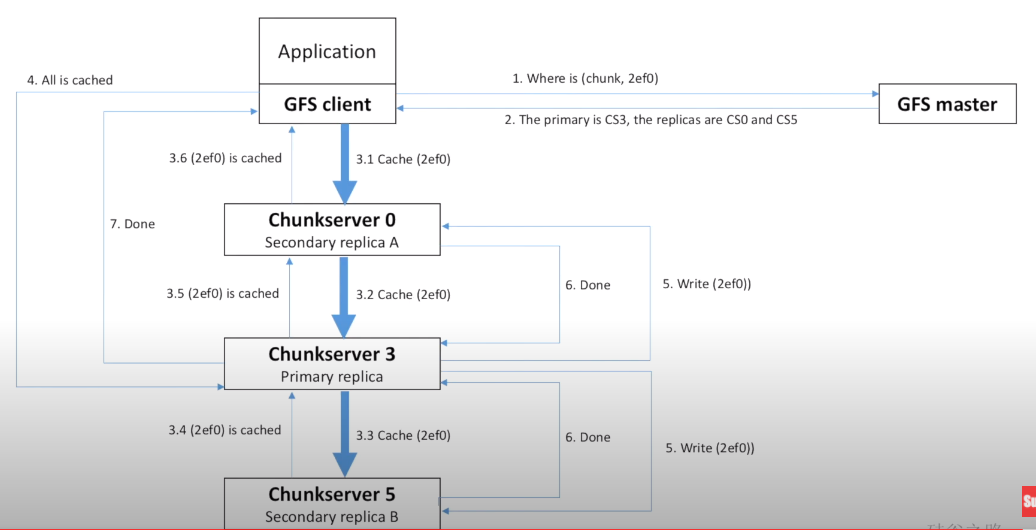 Application
4. All is cached
1. Where is (chunk, 2ef0)
GFS client
GFS master
2. The primary is CS3, the replicas are CS0 and CS5
3.6 (2ef0) is cached
3.1 Cache (2ef0)
Chunkserver 0
Secondary replica A
7. Done
3.5 (2ef0) is cached
3.2 Cache (2ef0)
6. Done
5. Write (2ef0))
Chunkserver 3
Primary replica
3.4 (2ef0) is cached
3.3 Cache (2ef0)
6. Done
5. Write (2ef0))
Chunkserver 5
Secondary replica B
Su